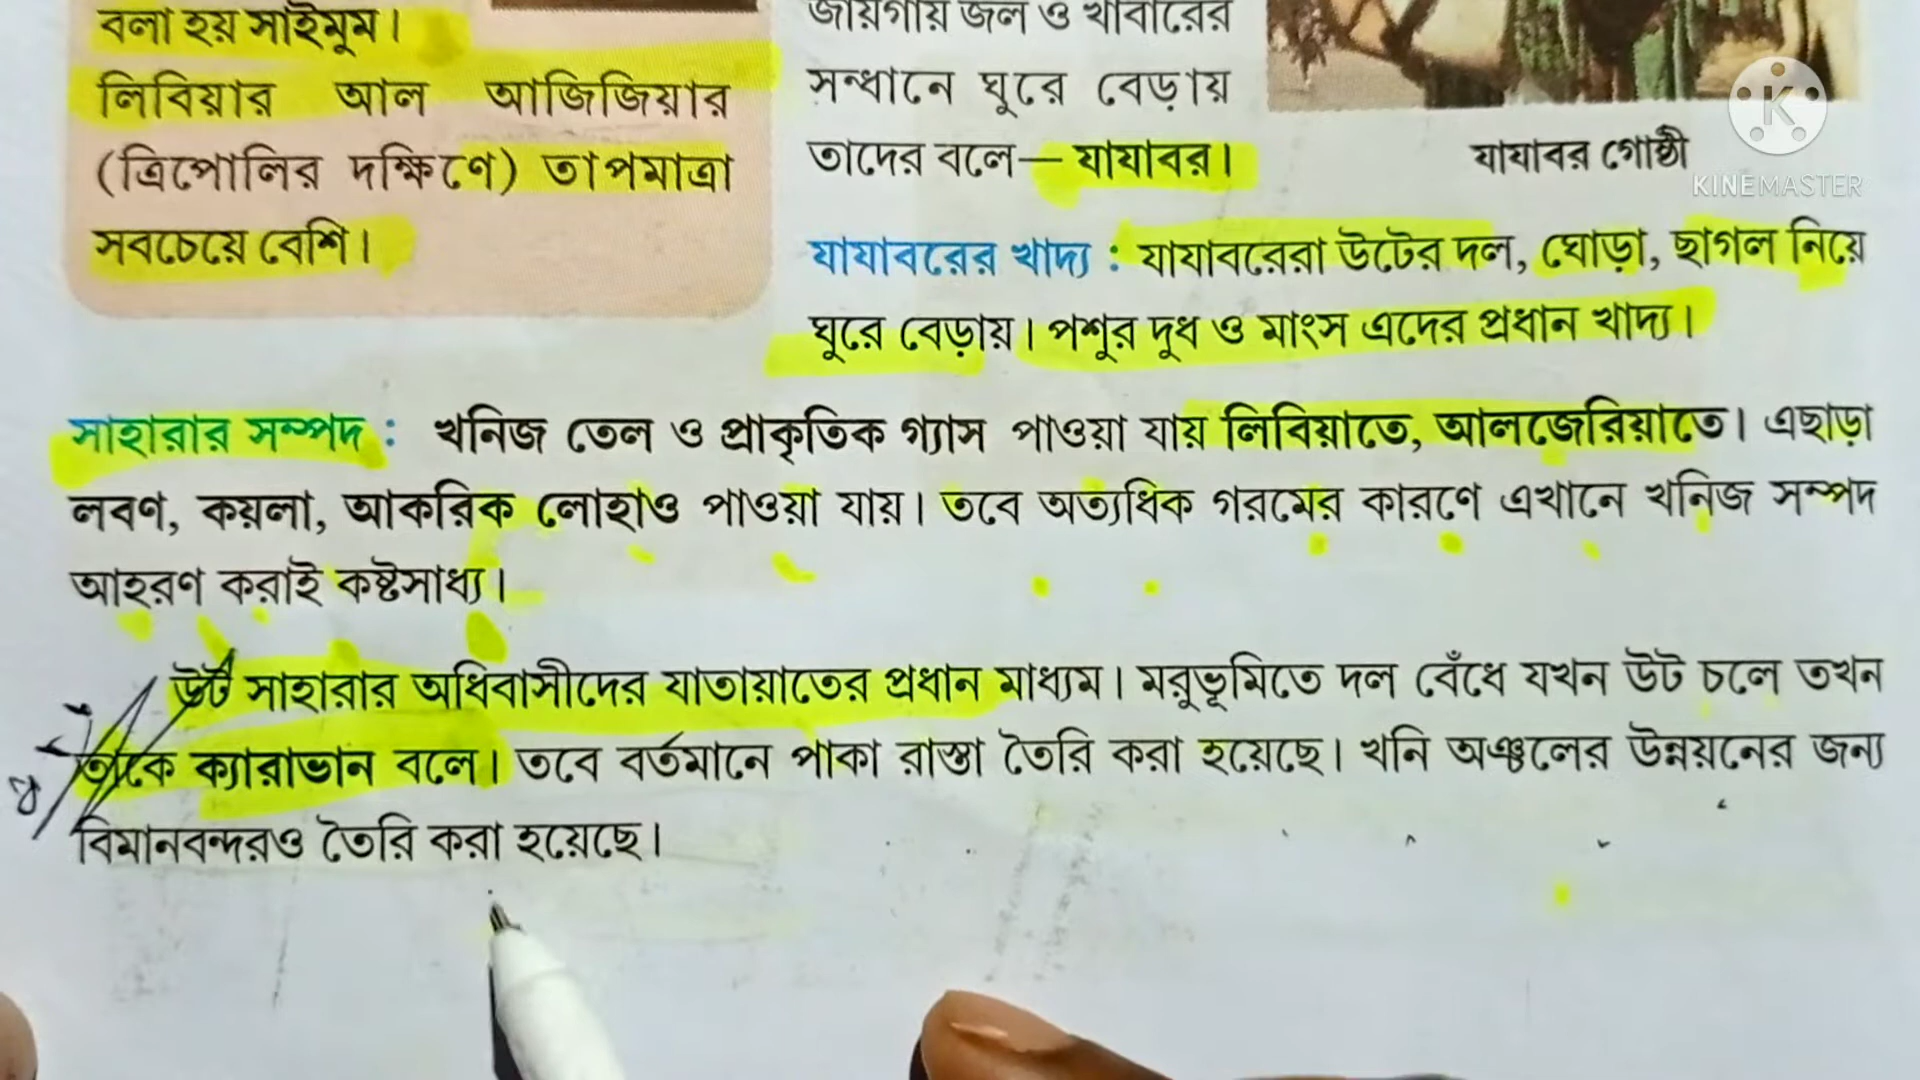 বলা হয় সাইমুম।
লিবিয়ার আল আজিজিয়ার
(ত্রিপোলির দক্ষিণে) তাপমাত্রা
সবচেয়ে বেশি।
জায়গায় জল ও খাবারের
সন্ধানে ঘুরে বেড়ায়
তাদের বলে— যাযাবর।
যাযাবর গোষ্ঠী
K
KINEMASTER
যাযাবরের খাদ্য : যাযাবরেরা উটের দল, ঘোড়া, ছাগল নিয়ে
ঘুরে বেড়ায়। পশুর দুধ ও মাংস এদের প্রধান খাদ্য।
সাহারার সম্পদ : খনিজ তেল ও প্রাকৃতিক গ্যাস পাওয়া যায় লিবিয়াতে, আলজেরিয়াতে। এছাড়া
লবণ, কয়লা, আকরিক লোহাও পাওয়া যায়। তবে অত্যধিক গরমের কারণে এখানে খনিজ সম্পদ
আহরণ করাই কষ্টসাধ্য।
উট সাহারার অধিবাসীদের যাতায়াতের প্রধান মাধ্যম। মরুভূমিতে দল বেঁধে যখন উট চলে তখন
তাকে ক্যারাভান বলে। তবে বর্তমানে পাকা রাস্তা তৈরি করা হয়েছে। খনি অঞ্চলের উন্নয়নের জন্য
বিমানবন্দরও তৈরি করা হয়েছে।